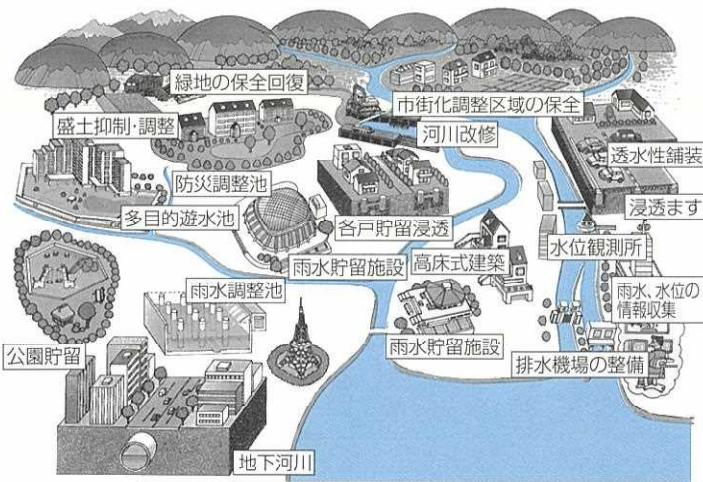 緑地の保全回復
市街化調整区域の保全
盛土抑制・調整
河川改修
透水性舗装
防災調整池
多目的遊水池
各戸貯留浸透
浸透ます
水位観測所
雨水貯留施設
高床式建築
雨水調整池
雨水、水位の
情報収集
公園貯留
雨水貯留施設
排水機場の整備
地下河川